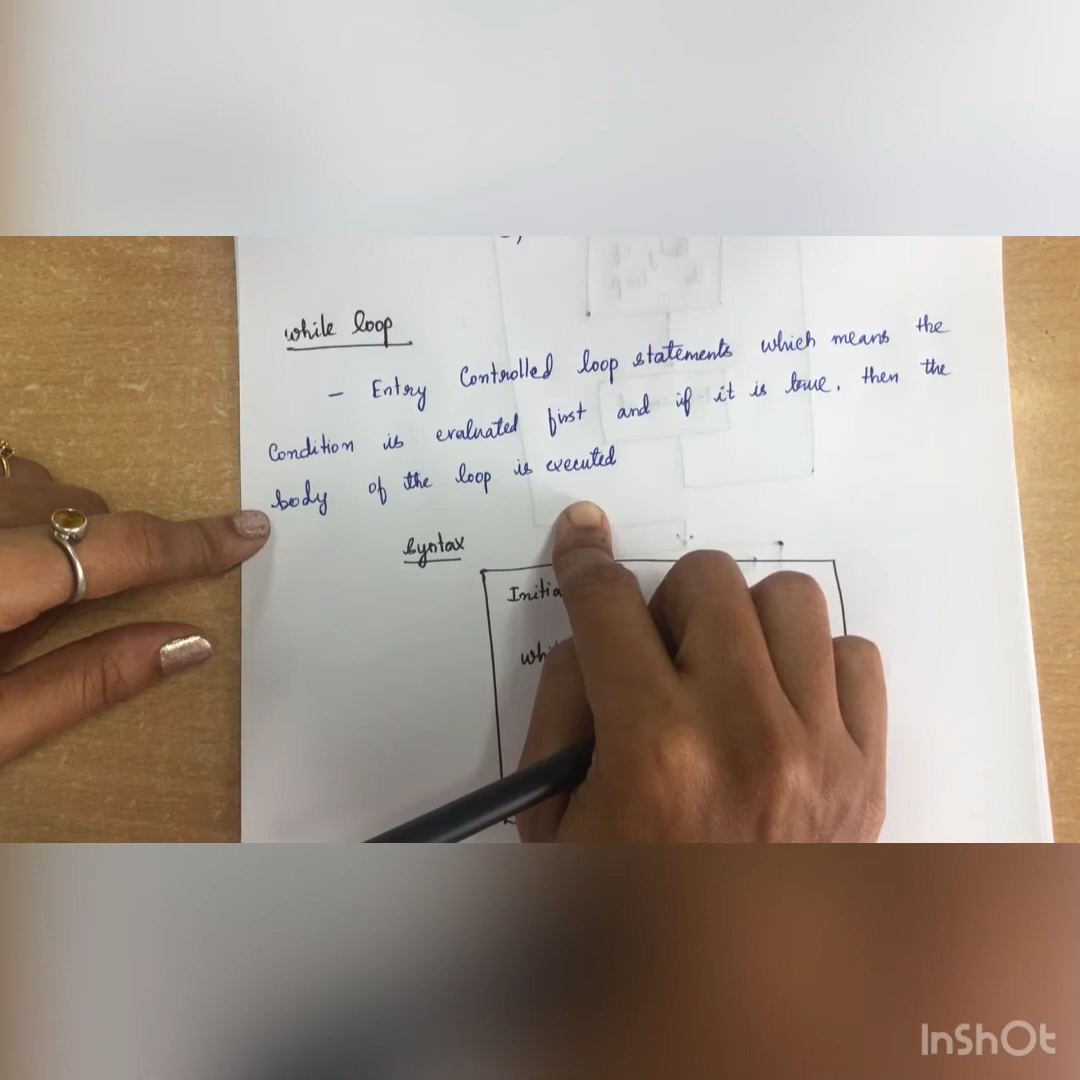 while loop
- Entry Controlled loop statements which means the
Condition is evaluated first and if it is true, then the
body of the loop is executed
Syntax
Initia
whi
InShOt